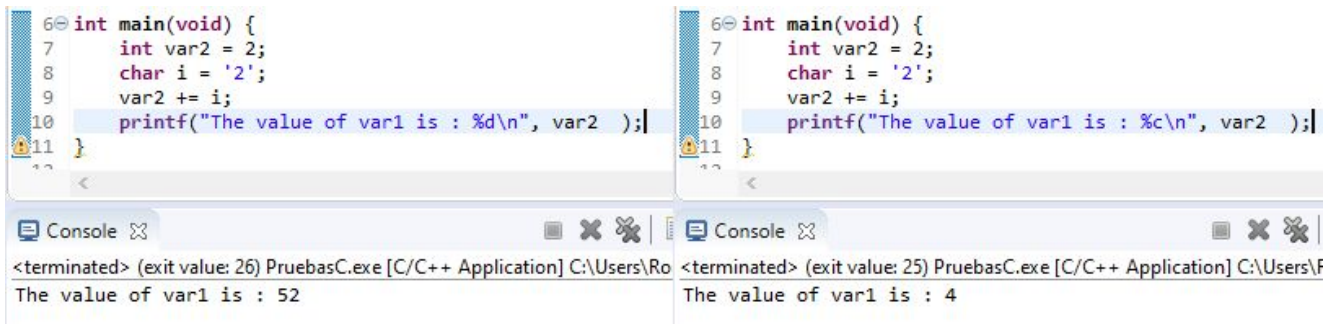 6 int main(void) {
7 int var2 = 2;
8 char i = '2';
9 var2 += i;
10 printf("The value of var1 is : %d\n", var2 );
11 }
Console
<terminated> (exit value: 26) PruebasC.exe [C/C++ Application] C:\Users\Ro
The value of var1 is : 52
6 int main(void) {
7 int var2 = 2;
8 char i = '2';
9 var2 += i;
10 printf("The value of var1 is : %c\n", var2 );
11 }
Console
<terminated> (exit value: 25) PruebasC.exe [C/C++ Application] C:\Users\
The value of var1 is : 4